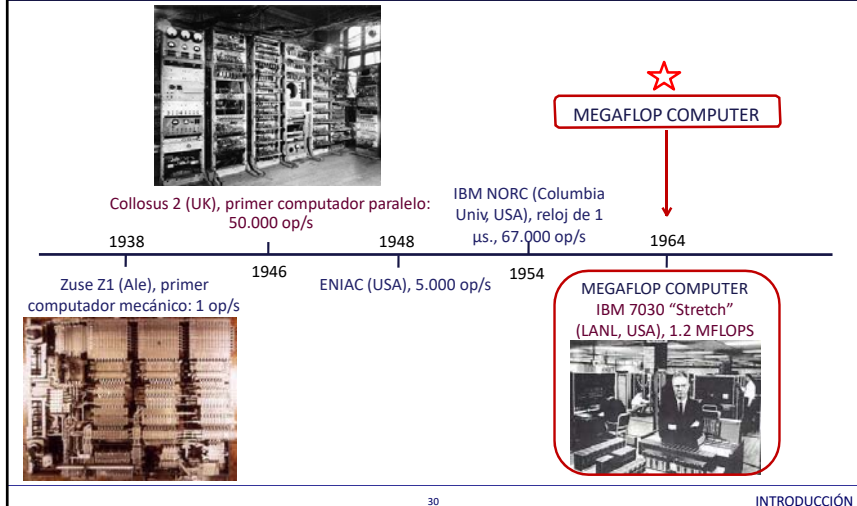 MEGAFLOP COMPUTER
Collosus 2 (UK), primer computador paralelo:
50.000 op/s
IBM NORC (Columbia
Univ, USA), reloj de 1
µs., 67.000 op/s
1938
1948
1964
1946
1954
Zuse Z1 (Ale), primer
computador mecánico: 1 op/s
ENIAC (USA), 5.000 op/s
MEGAFLOP COMPUTER
IBM 7030 “Stretch”
(LANL, USA), 1.2 MFLOPS
30
INTRODUCCIÓN